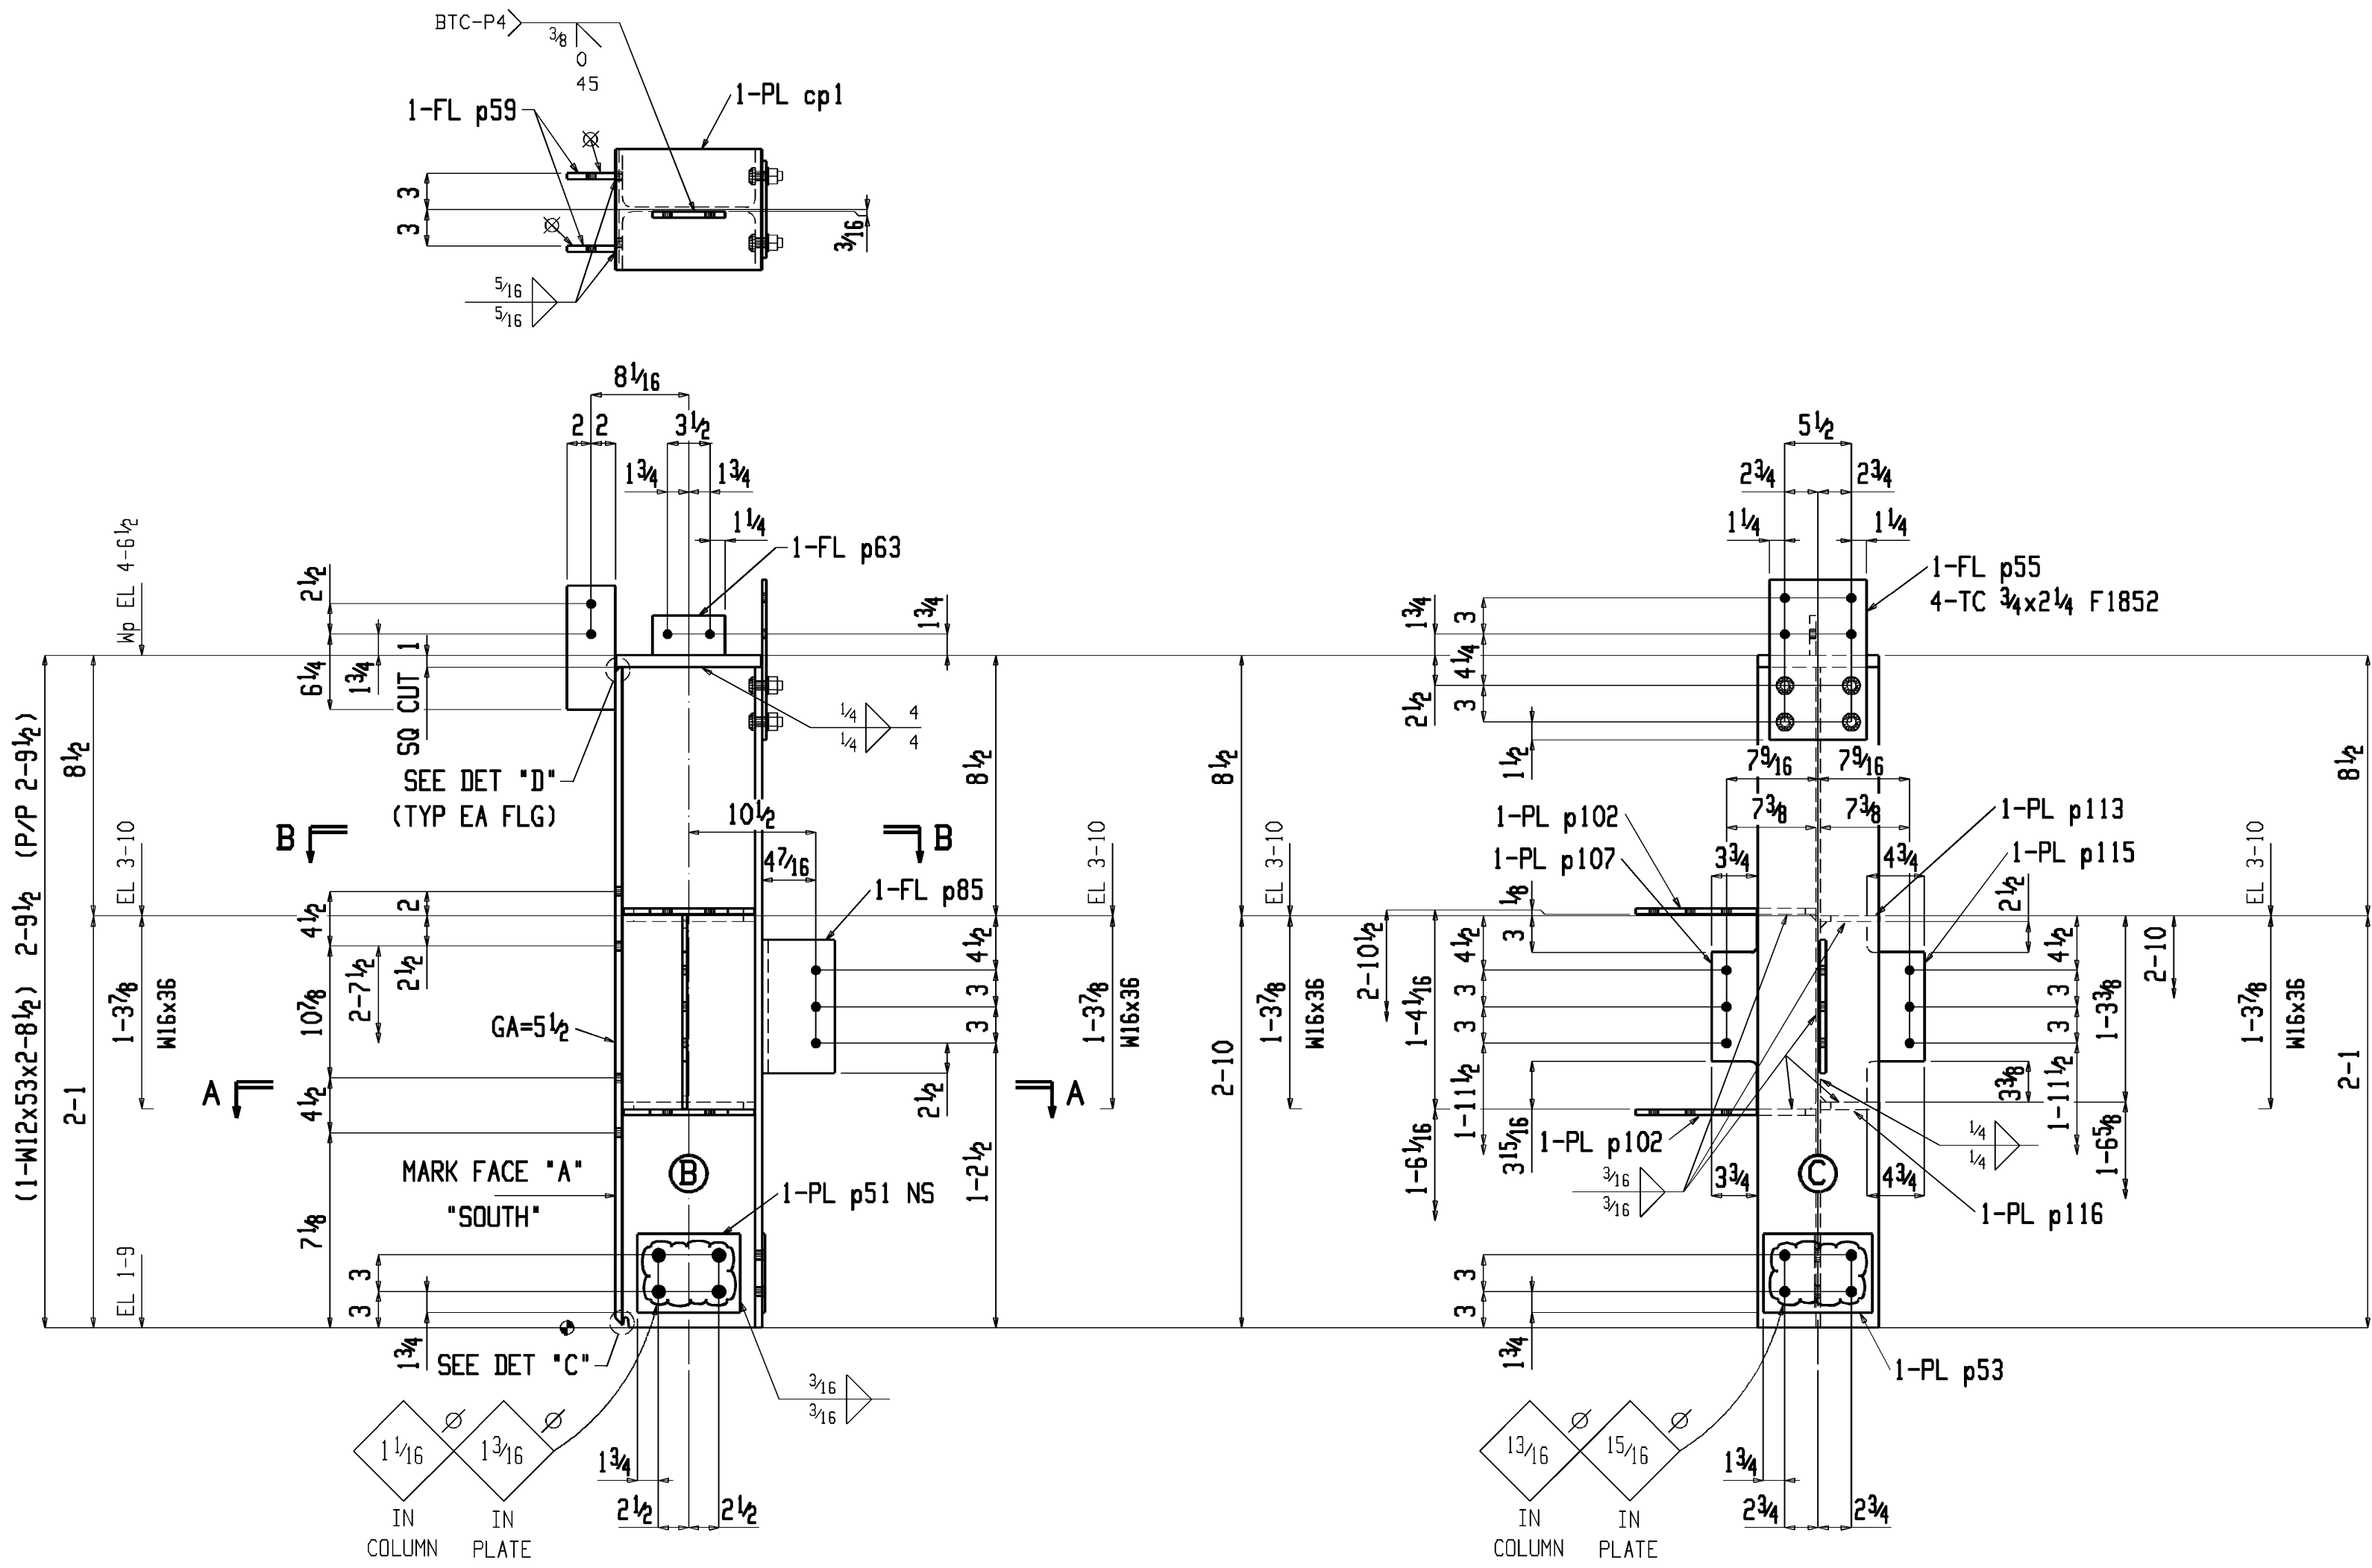 BTC-P4
3/8
0
45
1-FL p59
1-PL cp1
3
3
3/16
5/16
5/16
8 1/16
2
2
3 1/2
1 3/4
1 3/4
1 1/4
1-FL p63
Wp EL 4-6 1/2
2 1/2
6 1/4
1 3/4
SQ CUT 1
1 3/4
1/4
1/4
4
4
SEE DET "D"
(TYP EA FLG)
(1-W12x53x2-8 1/2) 2-9 1/2 (P/P 2-9 1/2)
8 1/2
2-1
EL 3-10
1-3 7/8
W16x36
EL 1-9
B
B
10 1/2
4 7/16
1-FL p85
4 1/2
2
2 1/2
2-7 1/2
10 7/8
4 1/2
7 1/8
GA=5 1/2
A
A
MARK FACE "A"
"SOUTH"
B
1-PL p51 NS
3
3
1 3/4
SEE DET "C"
3/16
3/16
1 1/16
1 3/16
IN
COLUMN
IN
PLATE
1 3/4
2 1/2
2 1/2
8 1/2
4 1/2
3
3
2 1/2
1-2 1/2
EL 3-10
1-3 7/8
W16x36
8 1/2
2-10
EL 3-10
1-3 7/8
W16x36
5 1/2
2 3/4
2 3/4
1 1/4
1 1/4
1-FL p55
4-TC 3/4x2 1/4 F1852
1 3/4
2 1/2
3
4 1/4
3
1 1/2
7 9/16
7 9/16
7 3/8
7 3/8
1-PL p102
1-PL p107
1-PL p113
1-PL p115
3 3/4
4 3/4
2-10 1/2
1-4 1/16
1-6 1/16
1/8
3
4 1/2
3
3
1-11 1/2
3 15/16
1-PL p102
3/16
3/16
3 3/4
4 3/4
2 1/2
3 3/8
4 1/2
3
3
1-11 1/2
1-3 3/8
1-6 5/8
2-10
EL 3-10
1-3 7/8
W16x36
8 1/2
2-1
1/4
1/4
C
1-PL p116
3
3
1 3/4
1-PL p53
13/16
15/16
IN
COLUMN
IN
PLATE
1 3/4
2 3/4
2 3/4